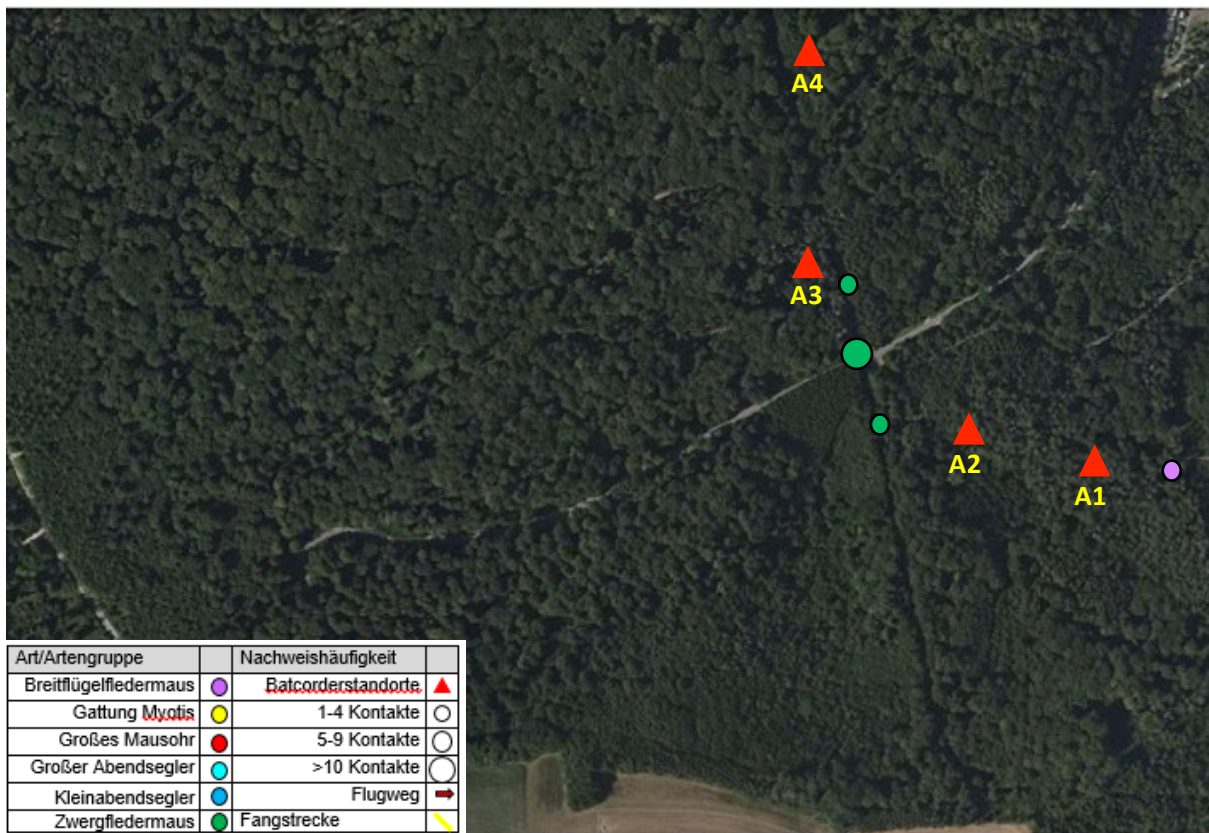 A4
A3
A2
A1
Art/Artengruppe Nachweishäufigkeit
Breitflügelfledermaus Batcorderstandorte
Gattung Myotis 1-4 Kontakte
Großes Mausohr 5-9 Kontakte
Großer Abendsegler >10 Kontakte
Kleinabendsegler Flugweg
Zwergfledermaus Fangstrecke